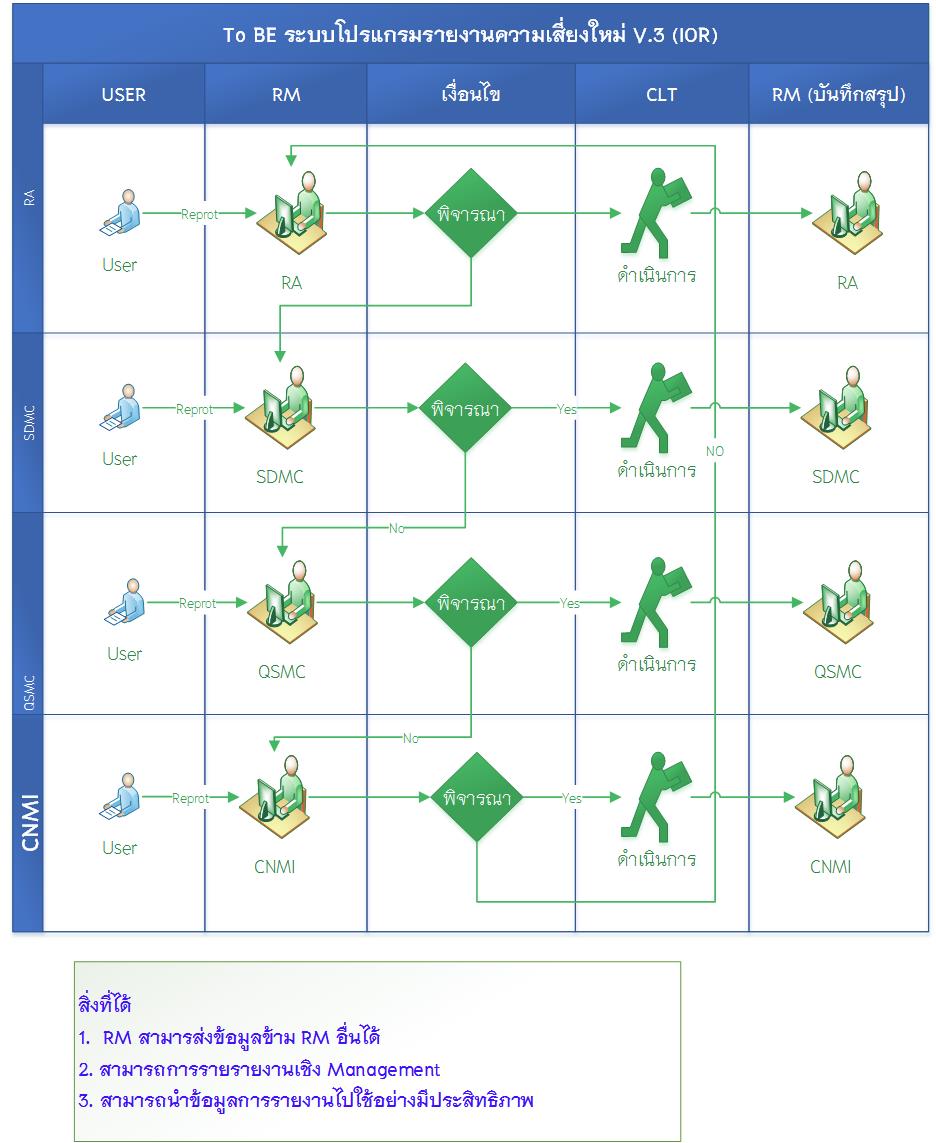 To BE ระบบโปรแกรมรายงานความเสี่ยงใหม่ V.3 (IOR)
USER RM เงื่อนไข CLT RM (บันทึกสรุป)
RA
Reprot พิจารณา
User RA ดำเนินการ RA
SDMC
Reprot พิจารณา Yes
NO
User SDMC ดำเนินการ SDMC
No
QSMC
Reprot พิจารณา Yes
User QSMC ดำเนินการ QSMC
No
CNMI
Reprot พิจารณา Yes
User CNMI ดำเนินการ CNMI
สิ่งที่ได้
1. RM สามารส่งข้อมูลข้าม RM อื่นได้
2. สามารถการรายรายงานเชิง Management
3. สามารถนำข้อมูลการรายงานไปใช้อย่างมีประสิทธิภาพ